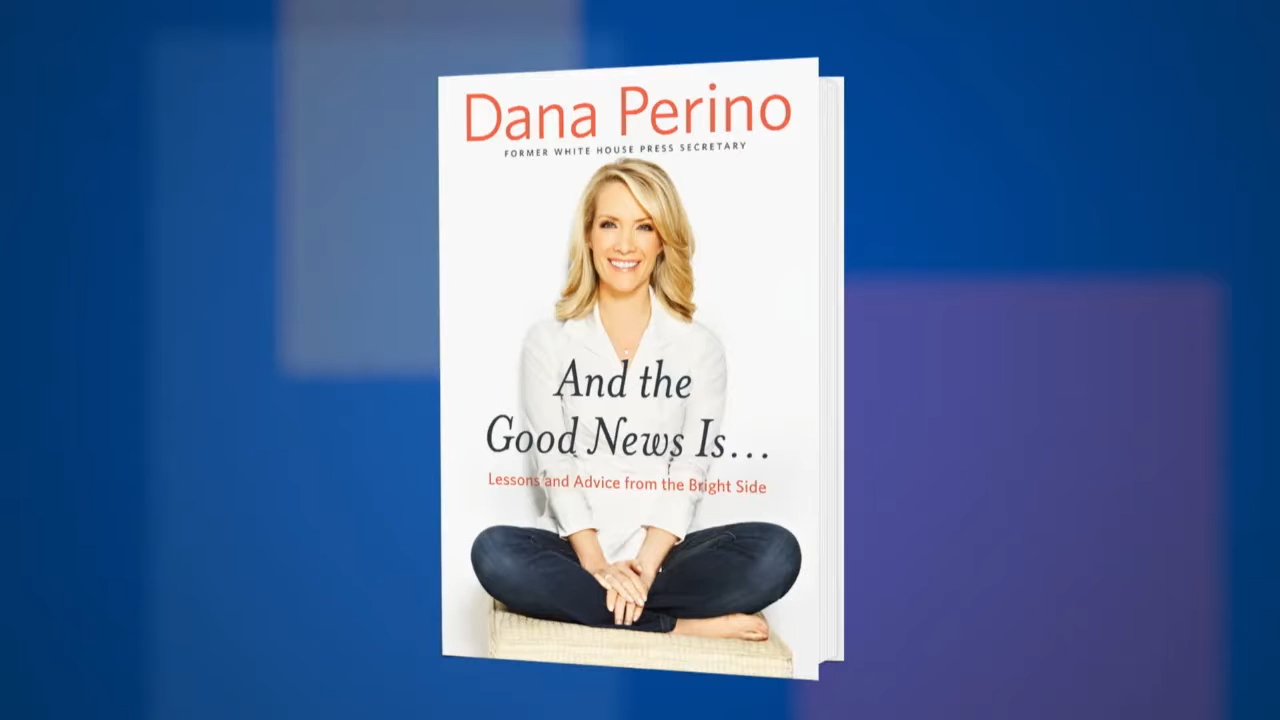 Dana Perino
FORMER WHITE HOUSE PRESS SECRETARY
And the
Good News Is...
Lessons and Advice from the Bright Side